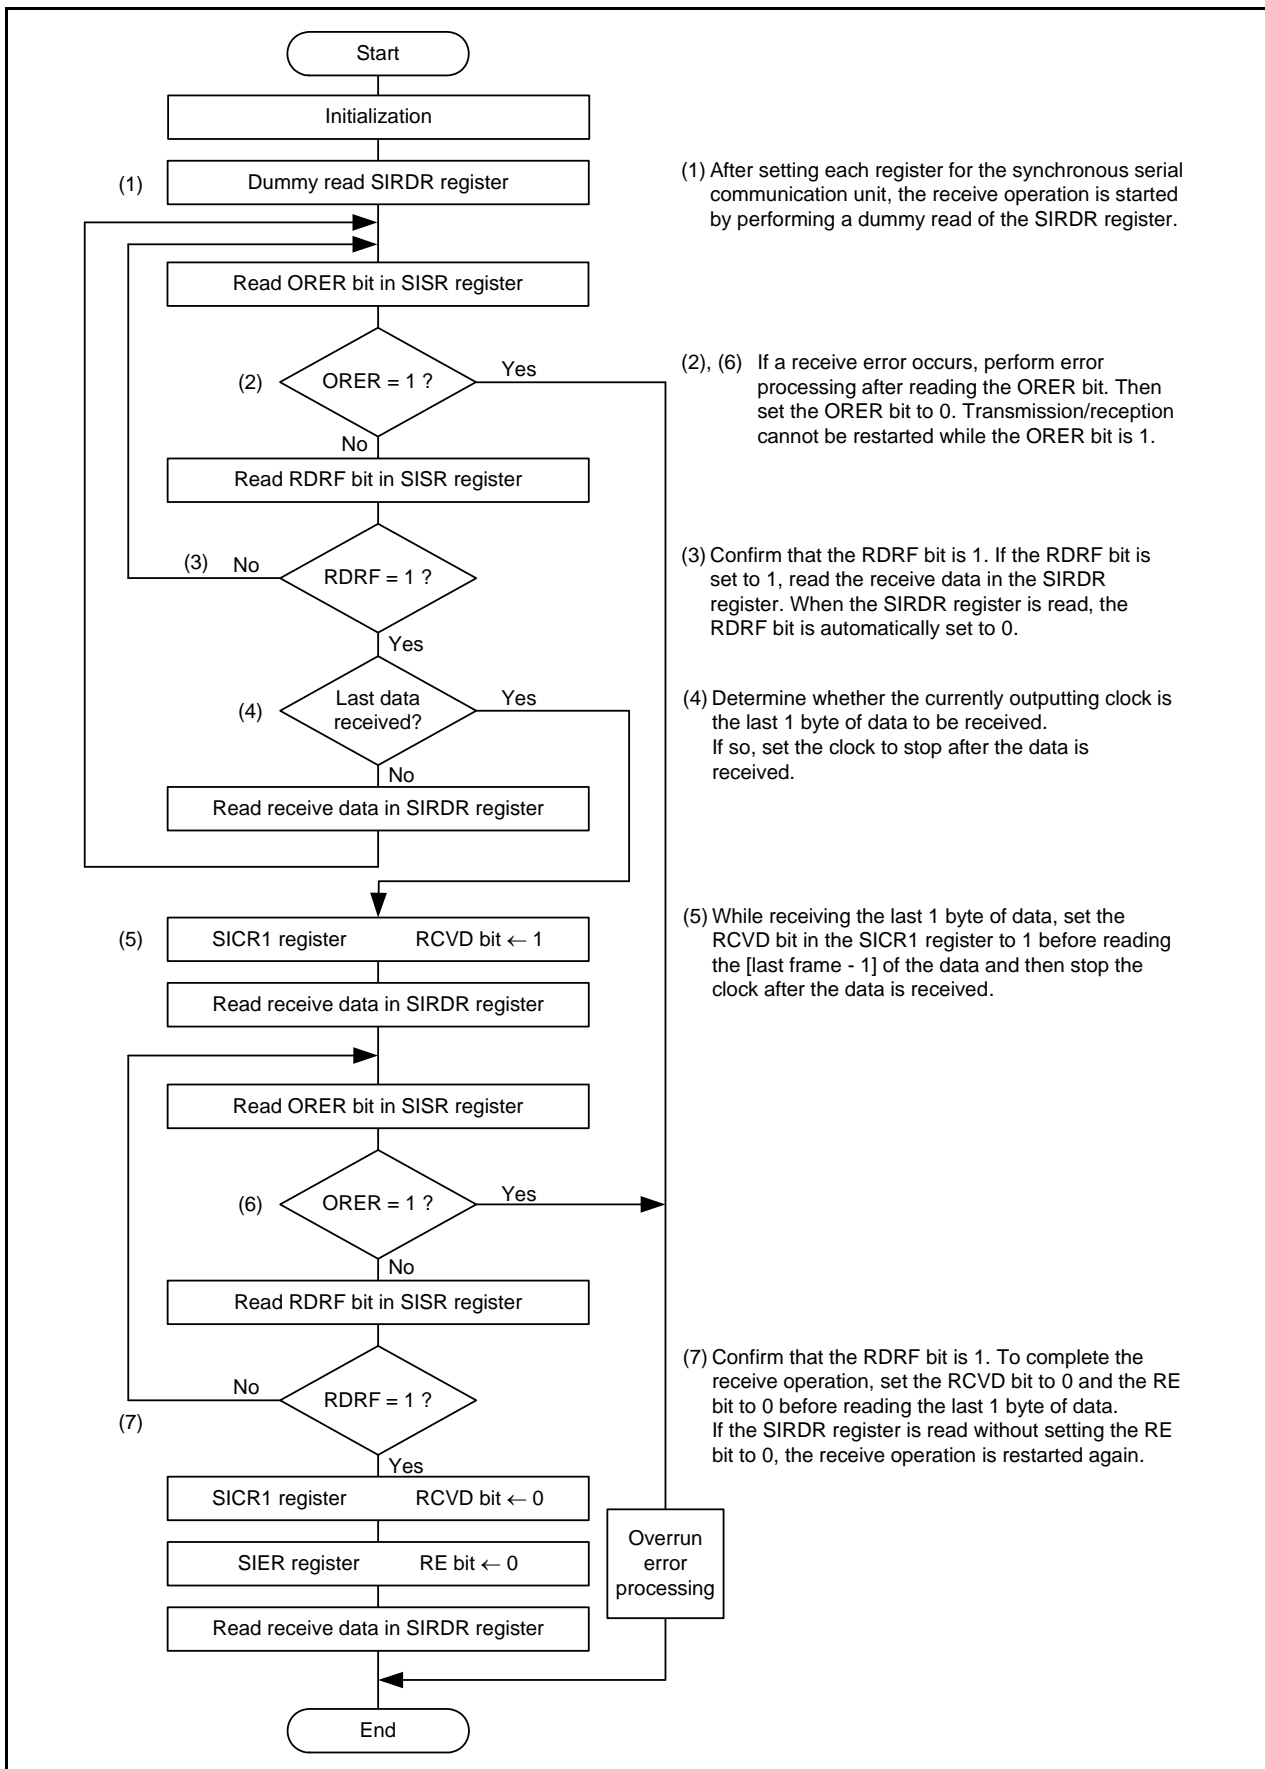 Start
Initialization
(1)
Dummy read SIRDR register
(1) After setting each register for the synchronous serial
communication unit, the receive operation is started
by performing a dummy read of the SIRDR register.
Read ORER bit in SISR register
(2)
ORER = 1 ?
Yes
No
(2), (6) If a receive error occurs, perform error
processing after reading the ORER bit. Then
set the ORER bit to 0. Transmission/reception
cannot be restarted while the ORER bit is 1.
Read RDRF bit in SISR register
(3)
No
RDRF = 1 ?
Yes
(3) Confirm that the RDRF bit is 1. If the RDRF bit is
set to 1, read the receive data in the SIRDR
register. When the SIRDR register is read, the
RDRF bit is automatically set to 0.
(4)
Last data
received?
Yes
No
(4) Determine whether the currently outputting clock is
the last 1 byte of data to be received.
If so, set the clock to stop after the data is
received.
Read receive data in SIRDR register
(5)
SICR1 register RCVD bit ← 1
(5) While receiving the last 1 byte of data, set the
RCVD bit in the SICR1 register to 1 before reading
the [last frame - 1] of the data and then stop the
clock after the data is received.
Read receive data in SIRDR register
Read ORER bit in SISR register
(6)
ORER = 1 ?
Yes
No
Read RDRF bit in SISR register
No
(7)
RDRF = 1 ?
Yes
(7) Confirm that the RDRF bit is 1. To complete the
receive operation, set the RCVD bit to 0 and the RE
bit to 0 before reading the last 1 byte of data.
If the SIRDR register is read without setting the RE
bit to 0, the receive operation is restarted again.
SICR1 register RCVD bit ← 0
SIER register RE bit ← 0
Overrun
error
processing
Read receive data in SIRDR register
End